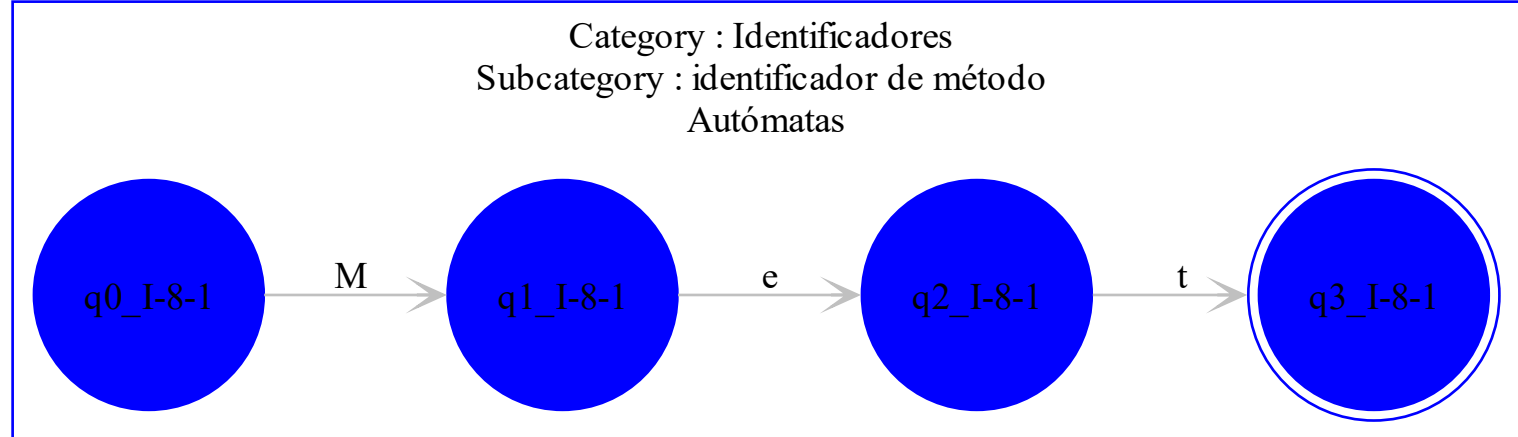 Category : Identificadores
Subcategory : identificador de método
Autómatas
q0_I-8-1
M
q1_I-8-1
e
q2_I-8-1
t
q3_I-8-1